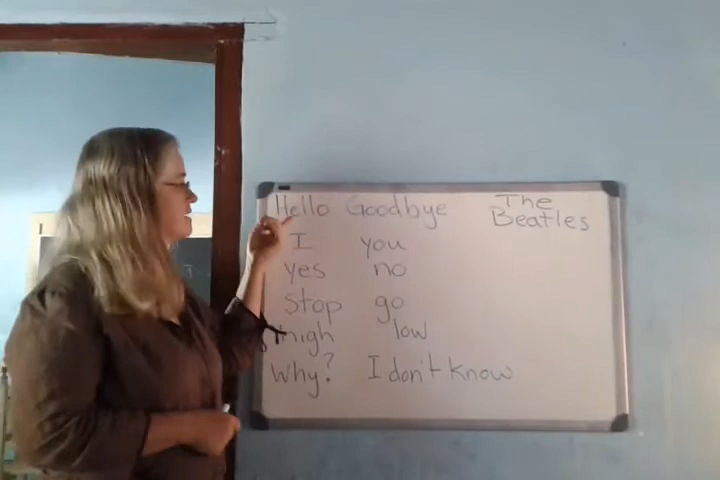 Hello Goodbye The
Beatles
I you
yes no
stop go
high low
Why? I don't know